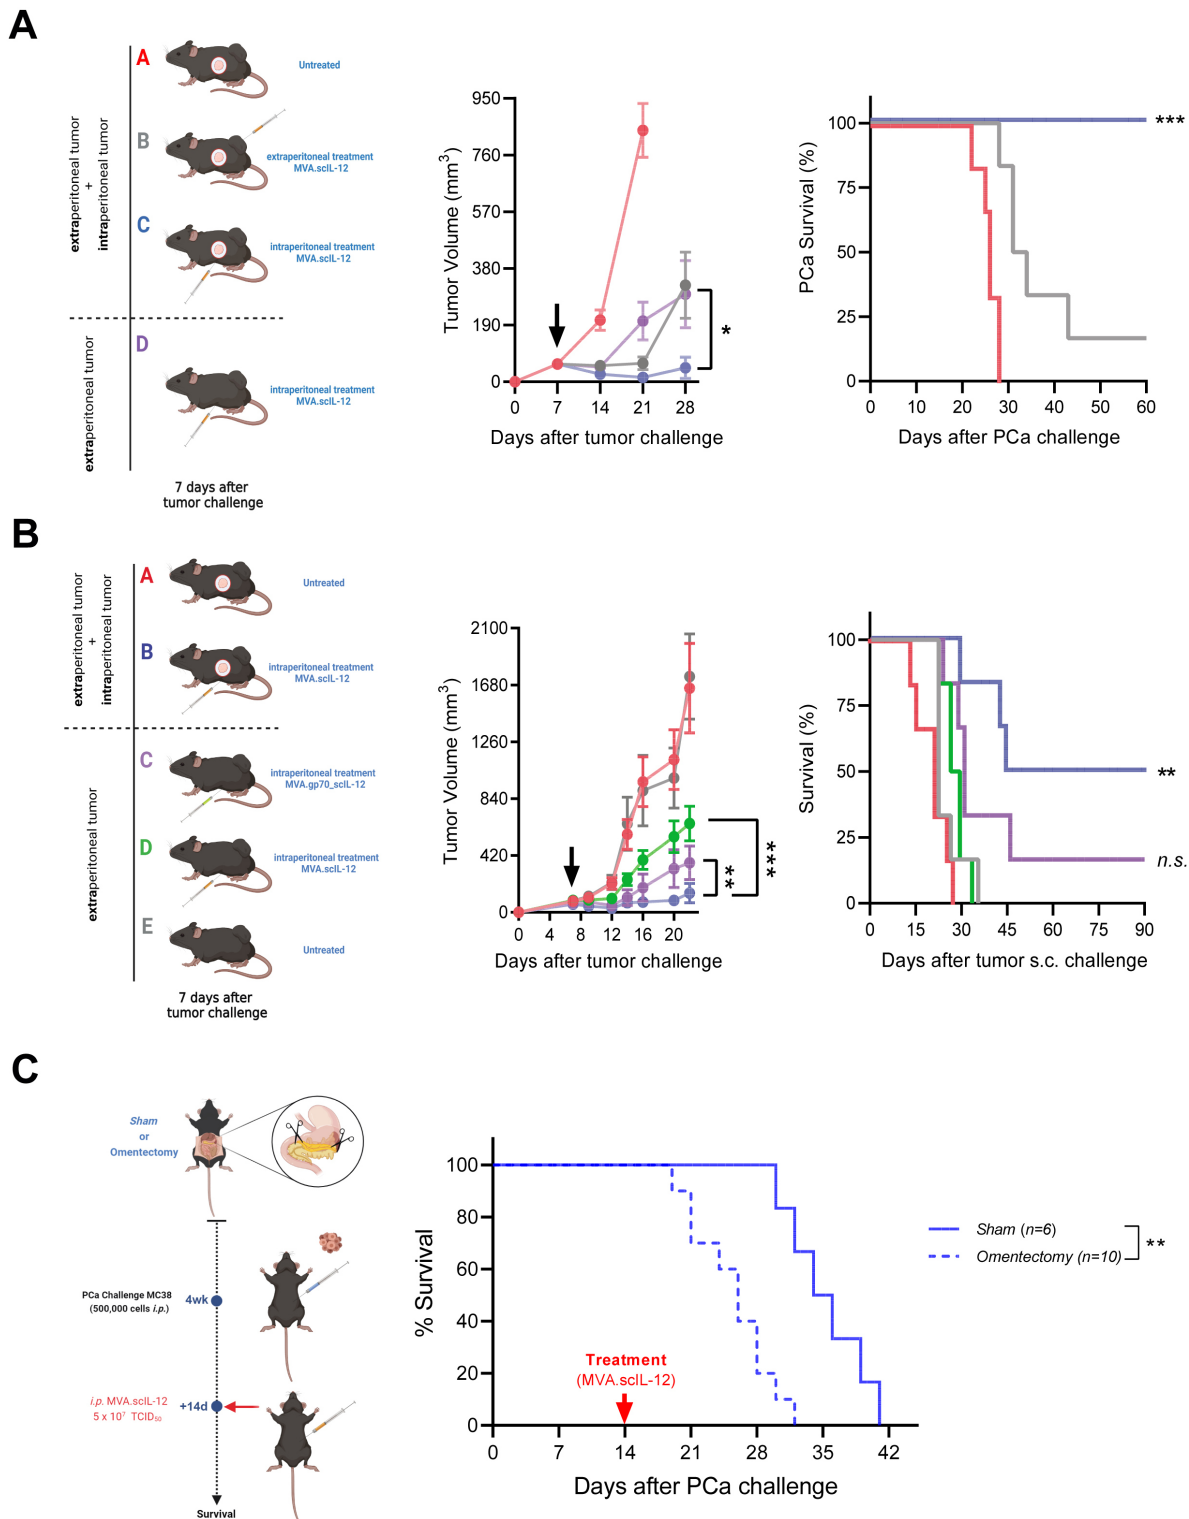 A
extraperitoneal tumor
+
intraperitoneal tumor
extraperitoneal tumor
A
Untreated
B
extraperitoneal treatment
MVA.scIL-12
C
intraperitoneal treatment
MVA.scIL-12
D
intraperitoneal treatment
MVA.scIL-12
7 days after
tumor challenge
Tumor Volume (mm³)
950
760
570
380
190
0
0 7 14 21 28
Days after tumor challenge
*
PCa Survival (%)
100
75
50
25
0
0 10 20 30 40 50 60
Days after PCa challenge
***
B
extraperitoneal tumor
+
intraperitoneal tumor
extraperitoneal tumor
A
Untreated
B
intraperitoneal treatment
MVA.scIL-12
C
intraperitoneal treatment
MVA.gp70_scIL-12
D
intraperitoneal treatment
MVA.scIL-12
E
Untreated
7 days after
tumor challenge
Tumor Volume (mm³)
2100
1680
1260
840
420
0
0 4 8 12 16 20
Days after tumor challenge
**
***
Survival (%)
100
75
50
25
0
0 15 30 45 60 75 90
Days after tumor s.c. challenge
**
n.s.
C
Sham
or
Omentectomy
PCa Challenge MC38
(500,000 cells i.p.)
4wk
i.p. MVA.scIL-12
5 x 10⁷ TCID₅₀
+14d
Survival
% Survival
100
80
60
40
20
0
0 7 14 21 28 35 42
Days after PCa challenge
Treatment
(MVA.scIL-12)
Sham (n=6)
Omentectomy (n=10)
**